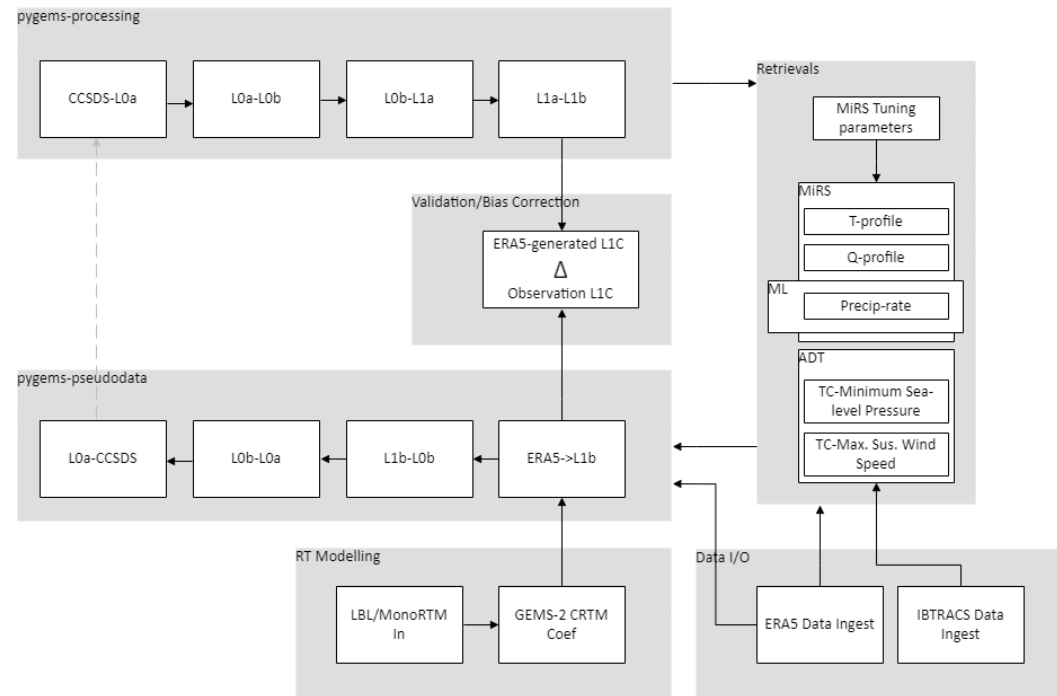 pygems-processing
CCSDS-L0a
L0a-L0b
L0b-L1a
L1a-L1b
Retrievals
MiRS Tuning
parameters
MiRS
T-profile
Q-profile
ML
Precip-rate
ADT
TC-Minimum Sea-
level Pressure
TC-Max. Sus. Wind
Speed
Validation/Bias Correction
ERA5-generated L1C
Δ
Observation L1C
pygems-pseudodata
L0a-CCSDS
L0b-L0a
L1b-L0b
ERA5->L1b
RT Modelling
LBL/MonoRTM
In
GEMS-2 CRTM
Coef
Data I/O
ERA5 Data Ingest
IBTRACS Data
Ingest